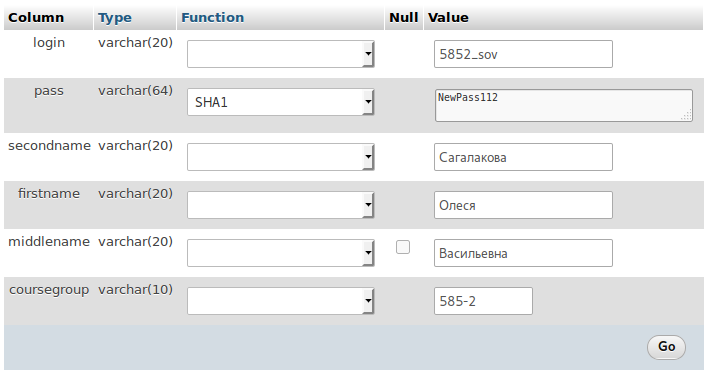 Column Type Function Null Value
login varchar(20) 5852_sov
pass varchar(64) SHA1 NewPass112
secondname varchar(20) Сагалакова
firstname varchar(20) Олеся
middlename varchar(20) Васильевна
coursegroup varchar(10) 585-2
Go